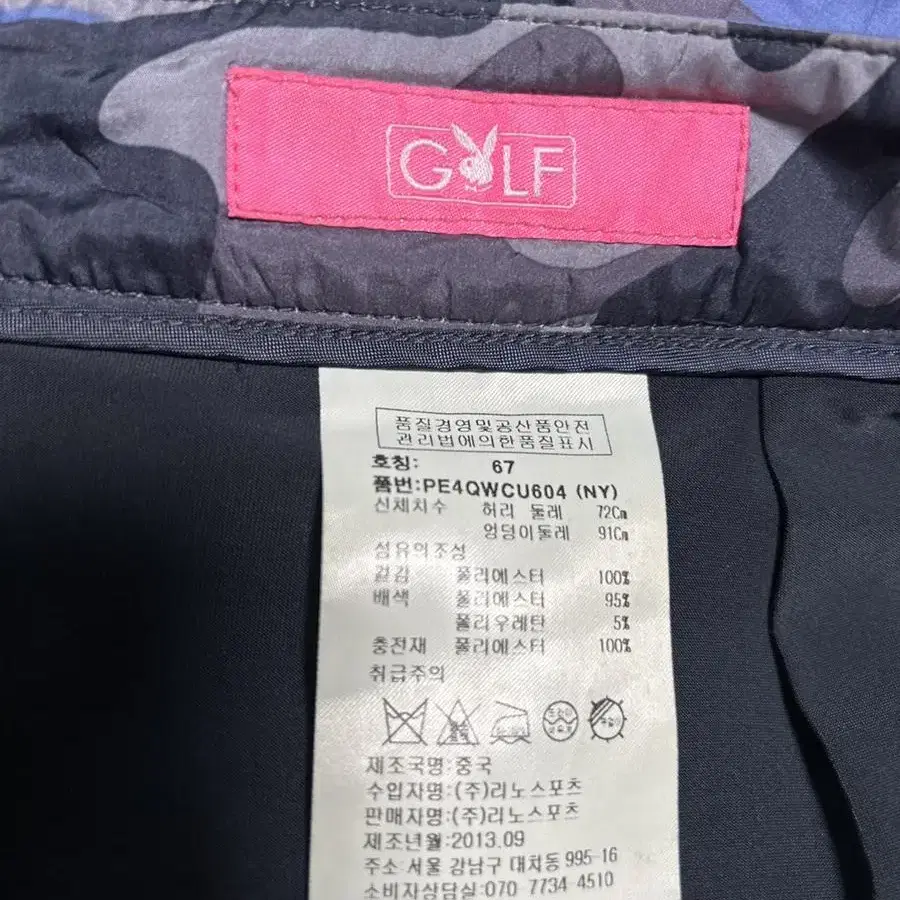 GOLF
품질경영및공산품안전
관리법에의한품질표시
호칭: 67
품번:PE4QWCU604 (NY)
신체치수 허리 둘레 72Cm
엉덩이둘레 91Cm
섬유의조성
겉감 폴리에스터 100%
배색 폴리에스터 95%
폴리우레탄 5%
충전재 폴리에스터 100%
취급주의
드라이
석유계
제조국명:중국
수입자명:(주)리노스포츠
판매자명:(주)리노스포츠
제조년월:2013.09
주소:서울 강남구 대치동 995-16
소비자상담실:070 7734 4510